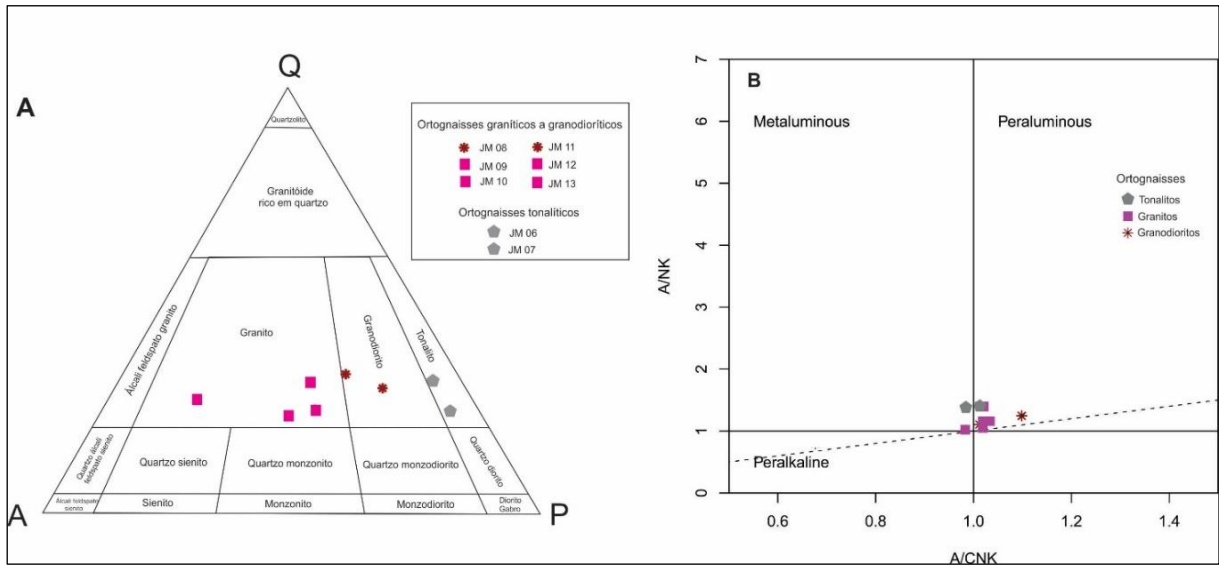 A
Q
Quartzolito
Granitóide
rico em quartzo
Álcali feldspato granito
Granito
Granodiorito
Tonalito
Quartzo álcali
feldspato sienito
Quartzo sienito
Quartzo monzonito
Quartzo monzodiorito
Quartzo diorito
Álcali feldspato
sienito
Sienito
Monzonito
Monzodiorito
Diorito
Gabro
A
P
Ortognaisses graníticos a granodioríticos
JM 08
JM 11
JM 09
JM 12
JM 10
JM 13
Ortognaisses tonalíticos
JM 06
JM 07
B
Metaluminous
Peraluminous
Peralkaline
Ortognaisses
Tonalitos
Granitos
Granodioritos
A/NK
7
6
5
4
3
2
1
0
0.6 0.8 1.0 1.2 1.4
A/CNK